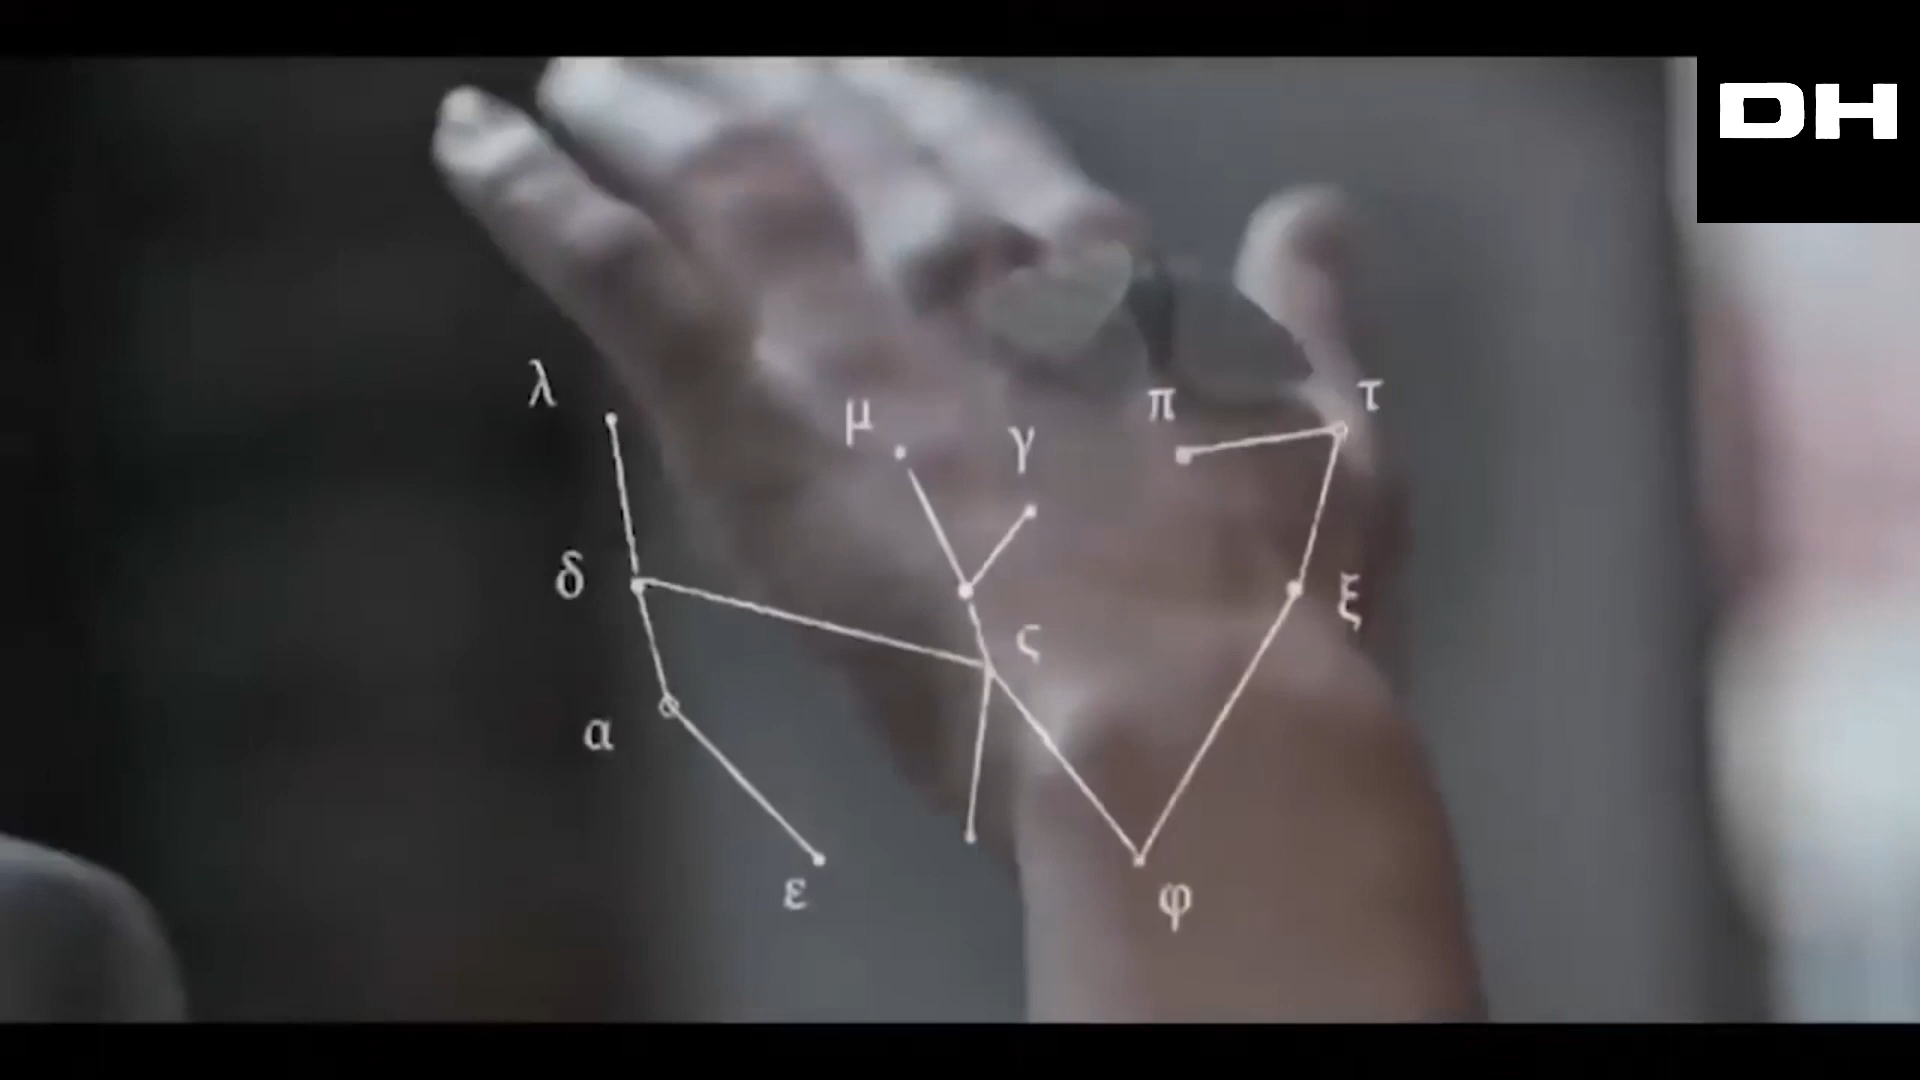 DH
λ
μ
γ
π
τ
δ
ξ
ς
α
ε
φ